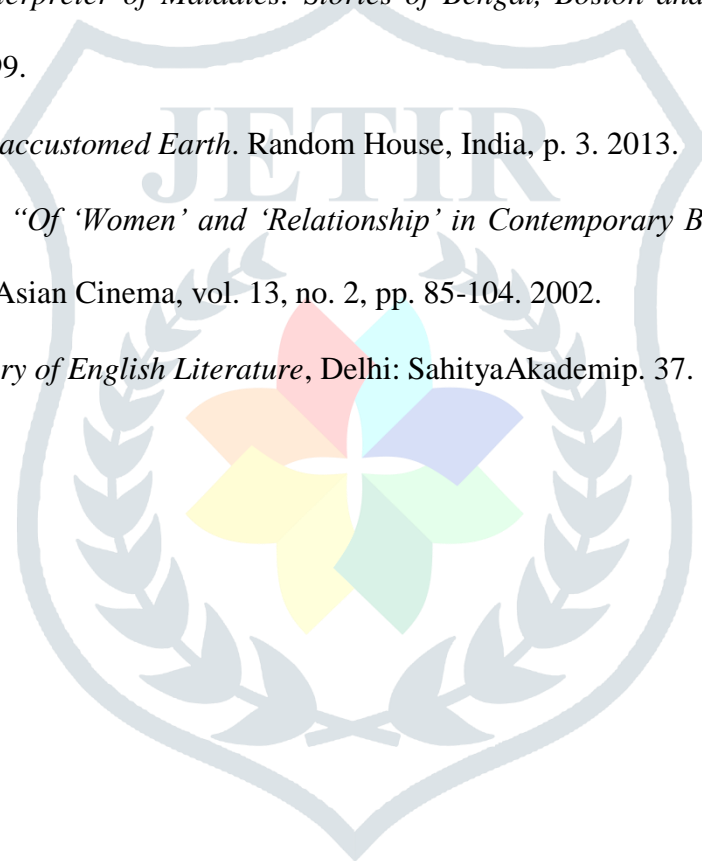 terpreter of Maladies: Stories of Bengal, Boston and
99.
JETIR
accustomed Earth. Random House, India, p. 3. 2013.
“Of ‘Women’ and ‘Relationship’ in Contemporary B
Asian Cinema, vol. 13, no. 2, pp. 85-104. 2002.
ry of English Literature, Delhi: SahityaAkademip. 37.